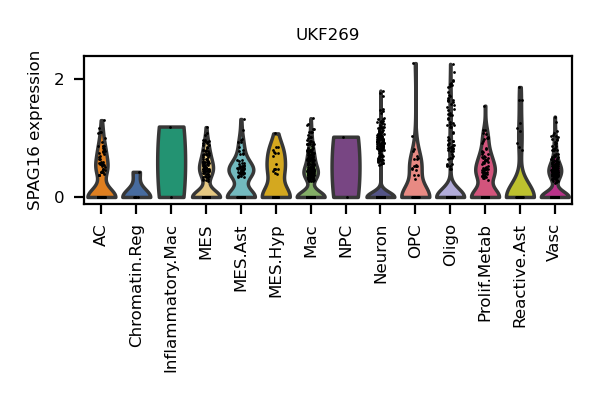 UKF269
SPAG16 expression
2
0
AC
Chromatin.Reg
Inflammatory.Mac
MES
MES.Ast
MES.Hyp
Mac
NPC
Neuron
OPC
Oligo
Prolif.Metab
Reactive.Ast
Vasc